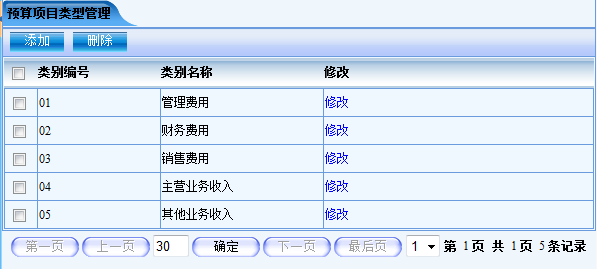 预算项目类型管理
添加 删除
类别编号 类别名称 修改
01 管理费用 修改
02 财务费用 修改
03 销售费用 修改
04 主营业务收入 修改
05 其他业务收入 修改
第一页 上一页 30 确定 下一页 最后页 1 第 1页 共 1页 5条记录